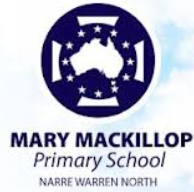 MARY MACKILLOP
Primary School
NARRE WARREN NORTH